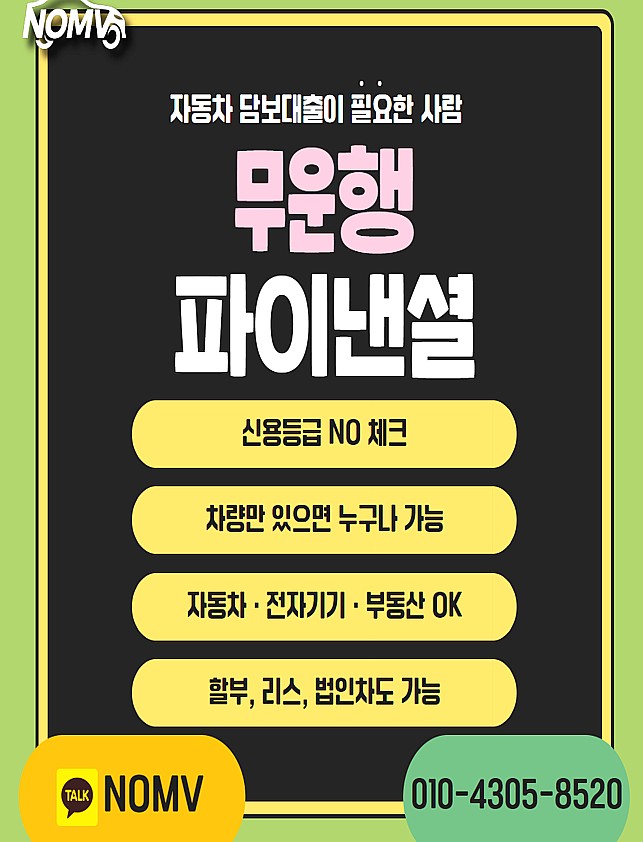 NOMV
자동차 담보대출이 필요한 사람
무운행
파이낸셜
신용등급 NO 체크
차량만 있으면 누구나 가능
자동차 · 전자기기 · 부동산 OK
할부, 리스, 법인차도 가능
TALK NOMV
010-4305-8520